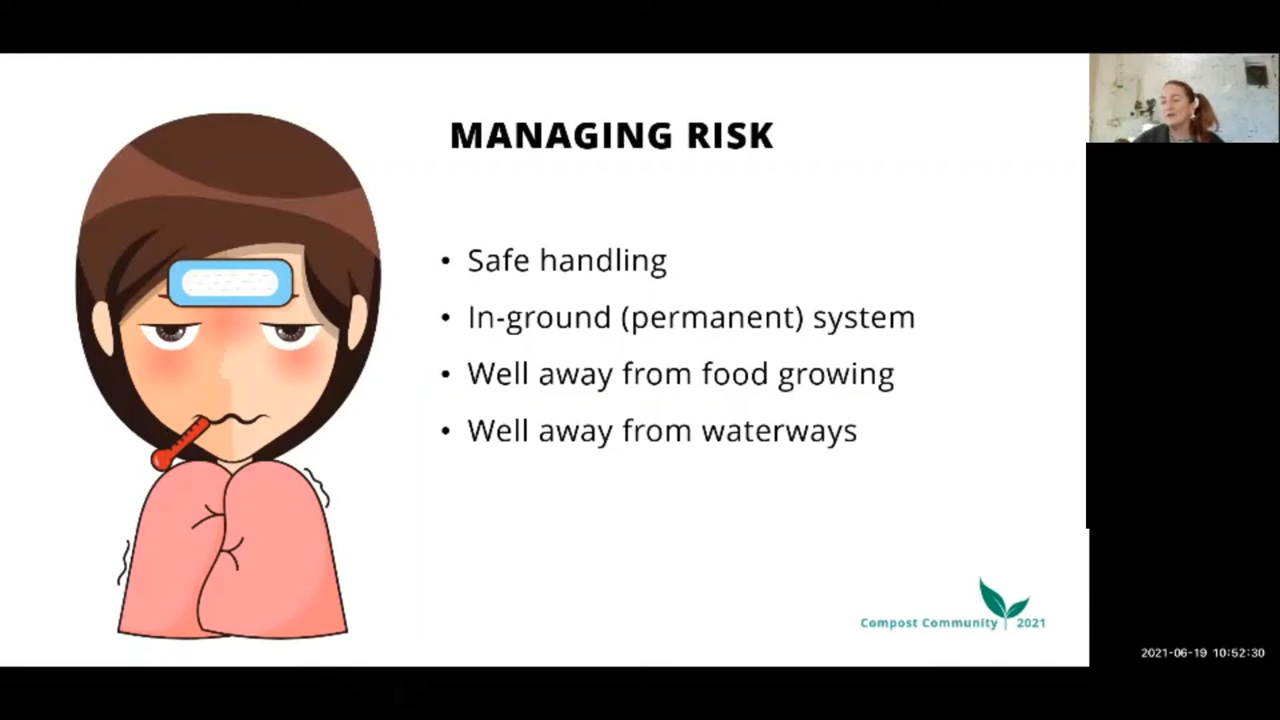 MANAGING RISK
• Safe handling
• In-ground (permanent) system
• Well away from food growing
• Well away from waterways
Compost Community 2021
2021-06-19 10:52:30